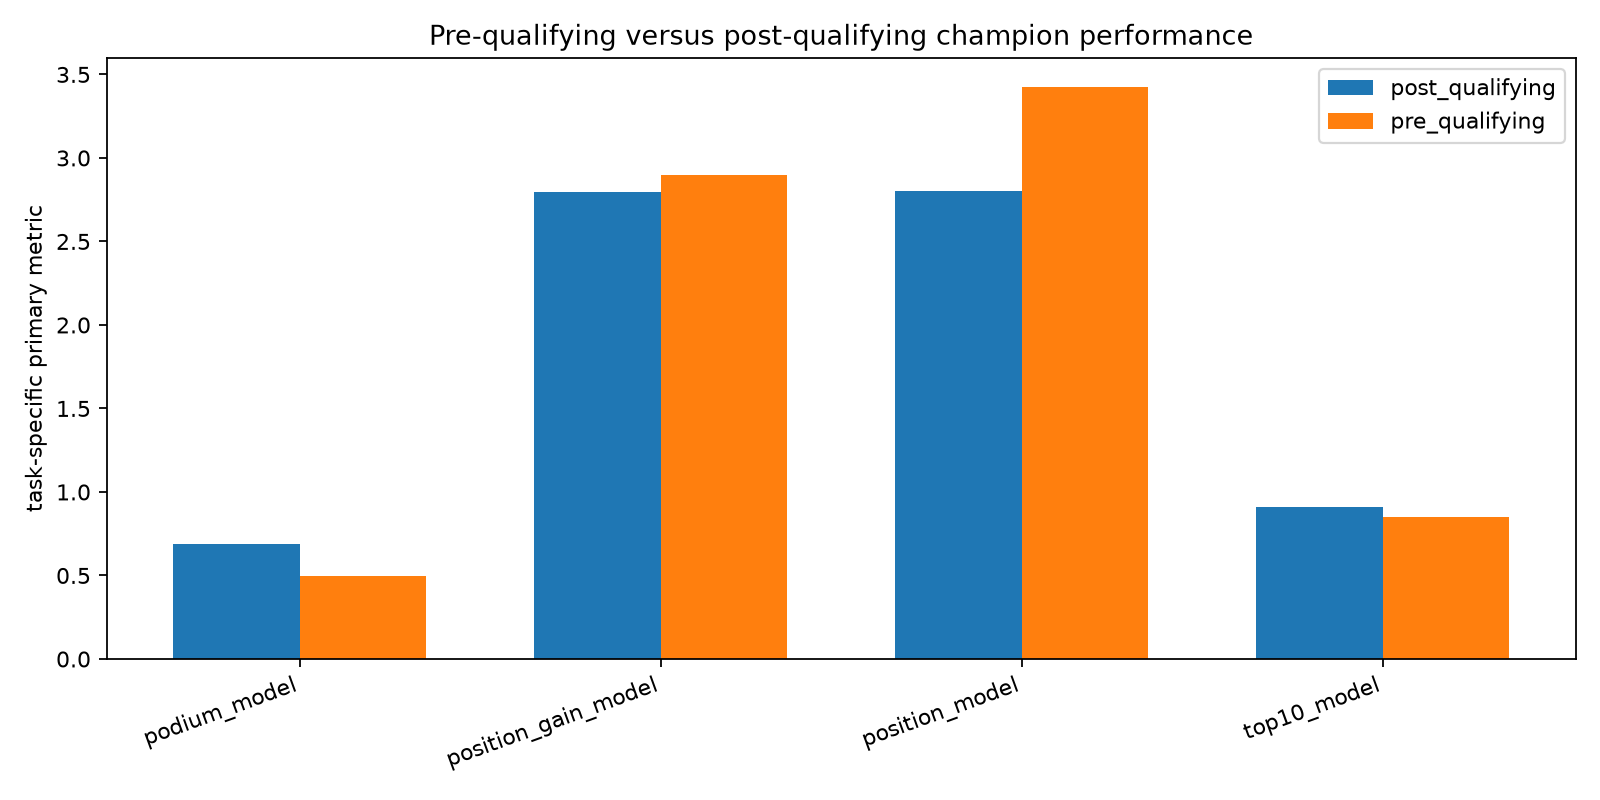 Pre-qualifying versus post-qualifying champion performance
task-specific primary metric
3.5
3.0
2.5
2.0
1.5
1.0
0.5
0.0
post_qualifying
pre_qualifying
podium_model
position_gain_model
position_model
top10_model